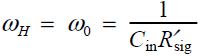 ω_H = ω_0 = 1 / (C_in R'_sig)